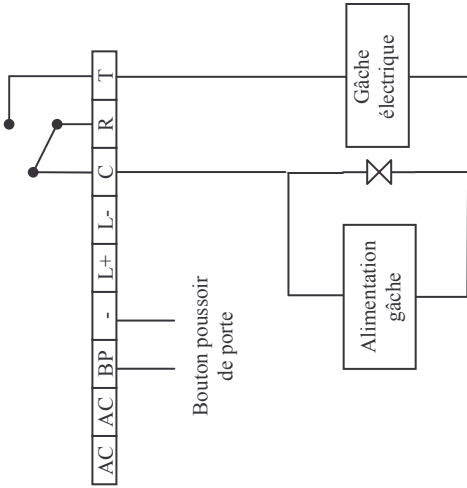 AC AC BP - L+ L- C R T
Bouton poussoir
de porte
Alimentation
gâche
Gâche
électrique